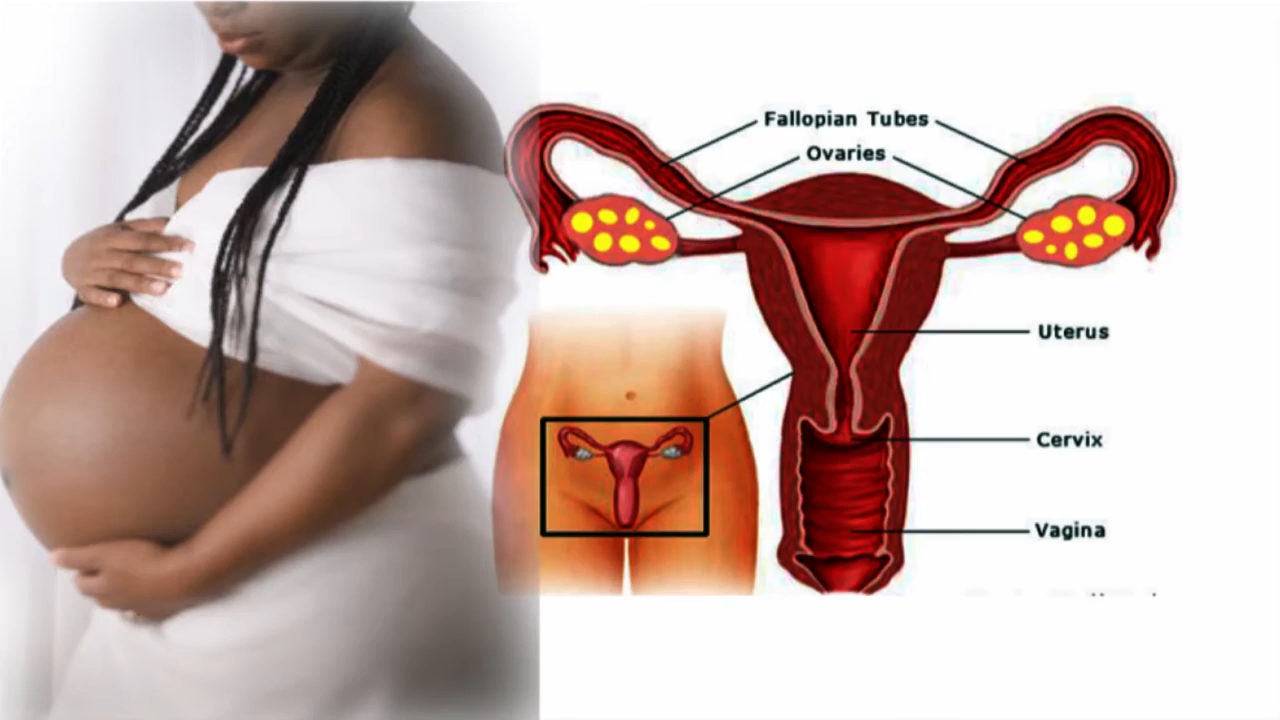 Fallopian Tubes
Ovaries
Uterus
Cervix
Vagina